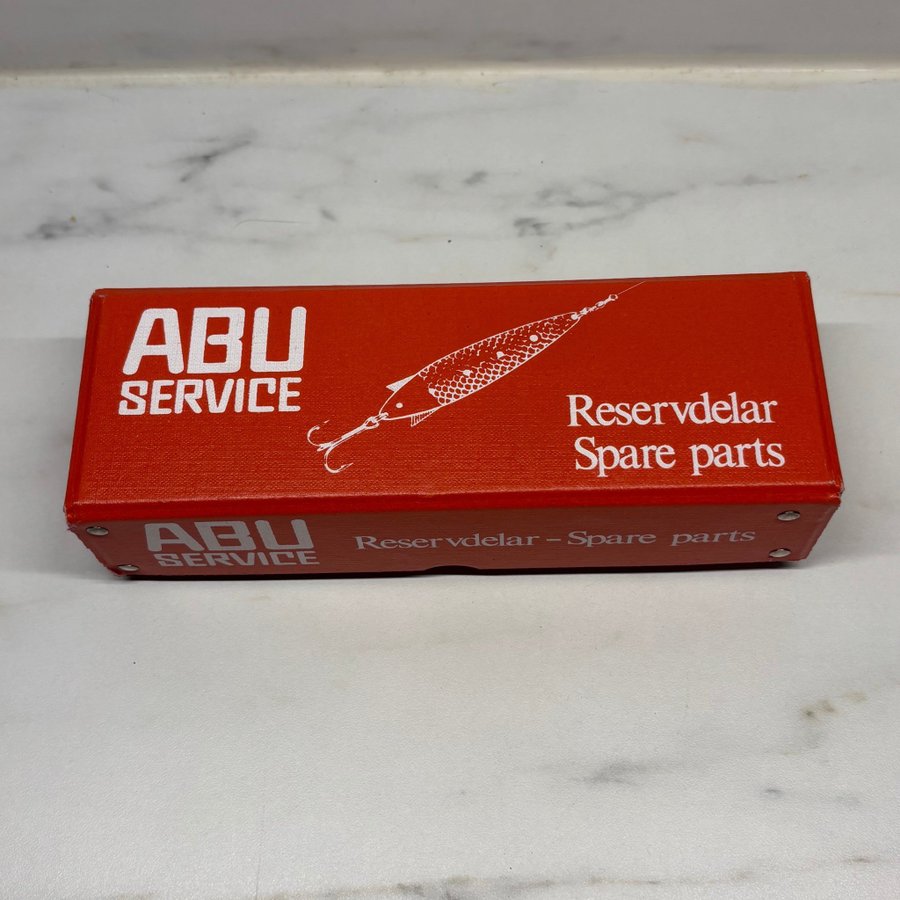 ABU
SERVICE
Reservdelar
Spare parts
ABU
SERVICE
Reservdelar - Spare parts